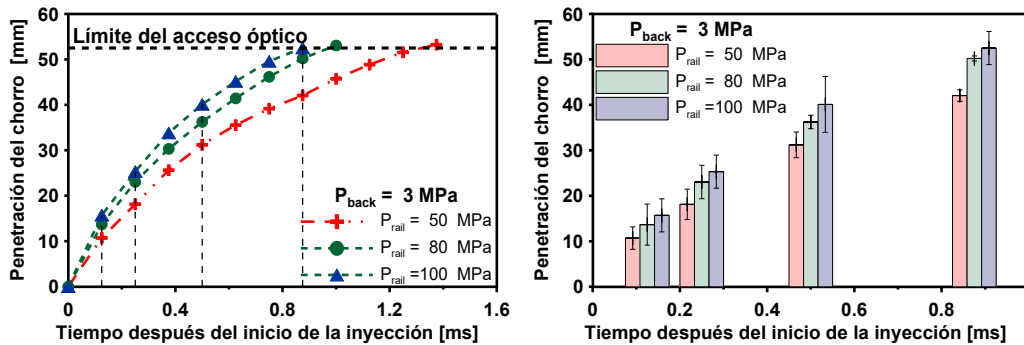 60
50
40
30
20
10
0
Penetración del chorro [mm]
Límite del acceso óptico
P_back = 3 MPa
P_rail = 50 MPa
P_rail = 80 MPa
P_rail =100 MPa
0 0.4 0.8 1.2 1.6
Tiempo después del inicio de la inyección [ms]
60
50
40
30
20
10
0
Penetración del chorro [mm]
P_back = 3 MPa
P_rail = 50 MPa
P_rail = 80 MPa
P_rail =100 MPa
0 0.2 0.4 0.6 0.8
Tiempo después del inicio de la inyección [ms]